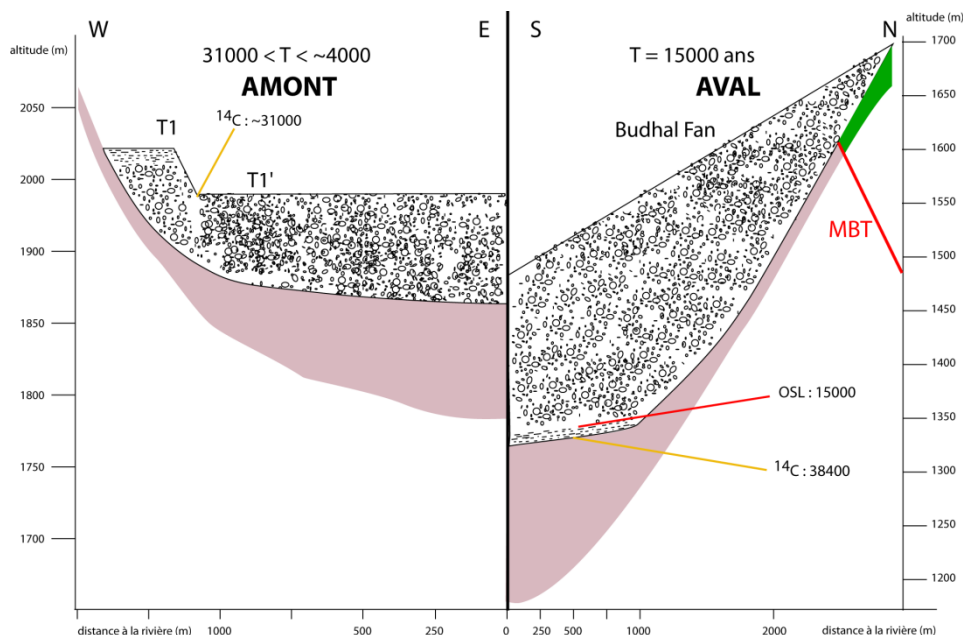 W
E
S
N
altitude (m)
altitude (m)
31000 < T < ~4000
AMONT
T = 15000 ans
AVAL
14C : ~31000
T1
T1'
Budhal Fan
MBT
OSL : 15000
14C : 38400
2050
2000
1900
1850
1800
1750
1700
1700
1650
1600
1550
1500
1450
1400
1350
1300
1250
1200
distance à la rivière (m)
1000
500
250
0
250
500
1000
2000
distance à la rivière (m)